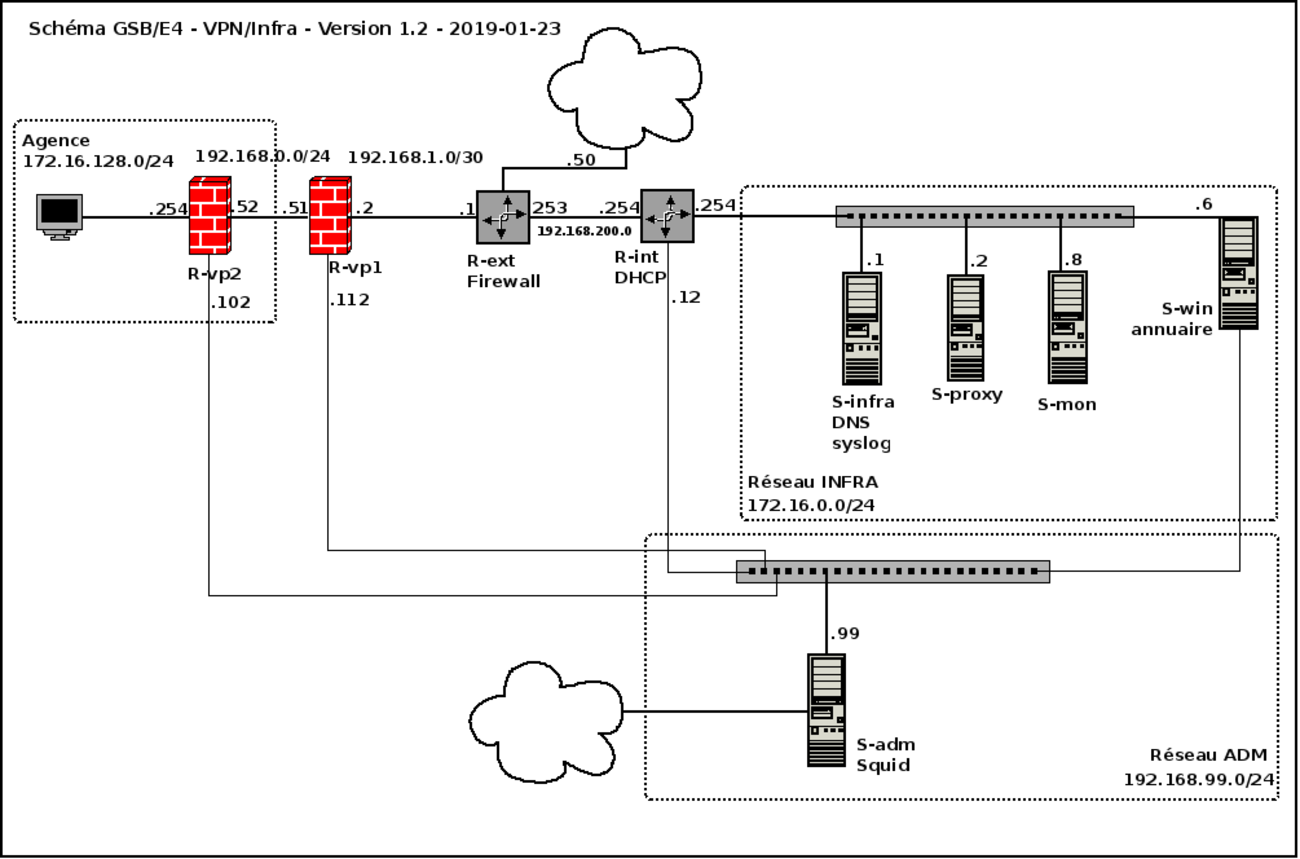 Schéma GSB/E4 - VPN/Infra - Version 1.2 - 2019-01-23
.50
Agence
172.16.128.0/24
192.168.0.0/24
192.168.1.0/30
.254
.52
.51
.2
.1
253
.254
.254
192.168.200.0
R-vp2
R-vp1
R-ext
Firewall
R-int
DHCP
.102
.112
.12
.6
.1
.2
.8
S-win
annuaire
S-infra
DNS
syslog
S-proxy
S-mon
Réseau INFRA
172.16.0.0/24
.99
S-adm
Squid
Réseau ADM
192.168.99.0/24